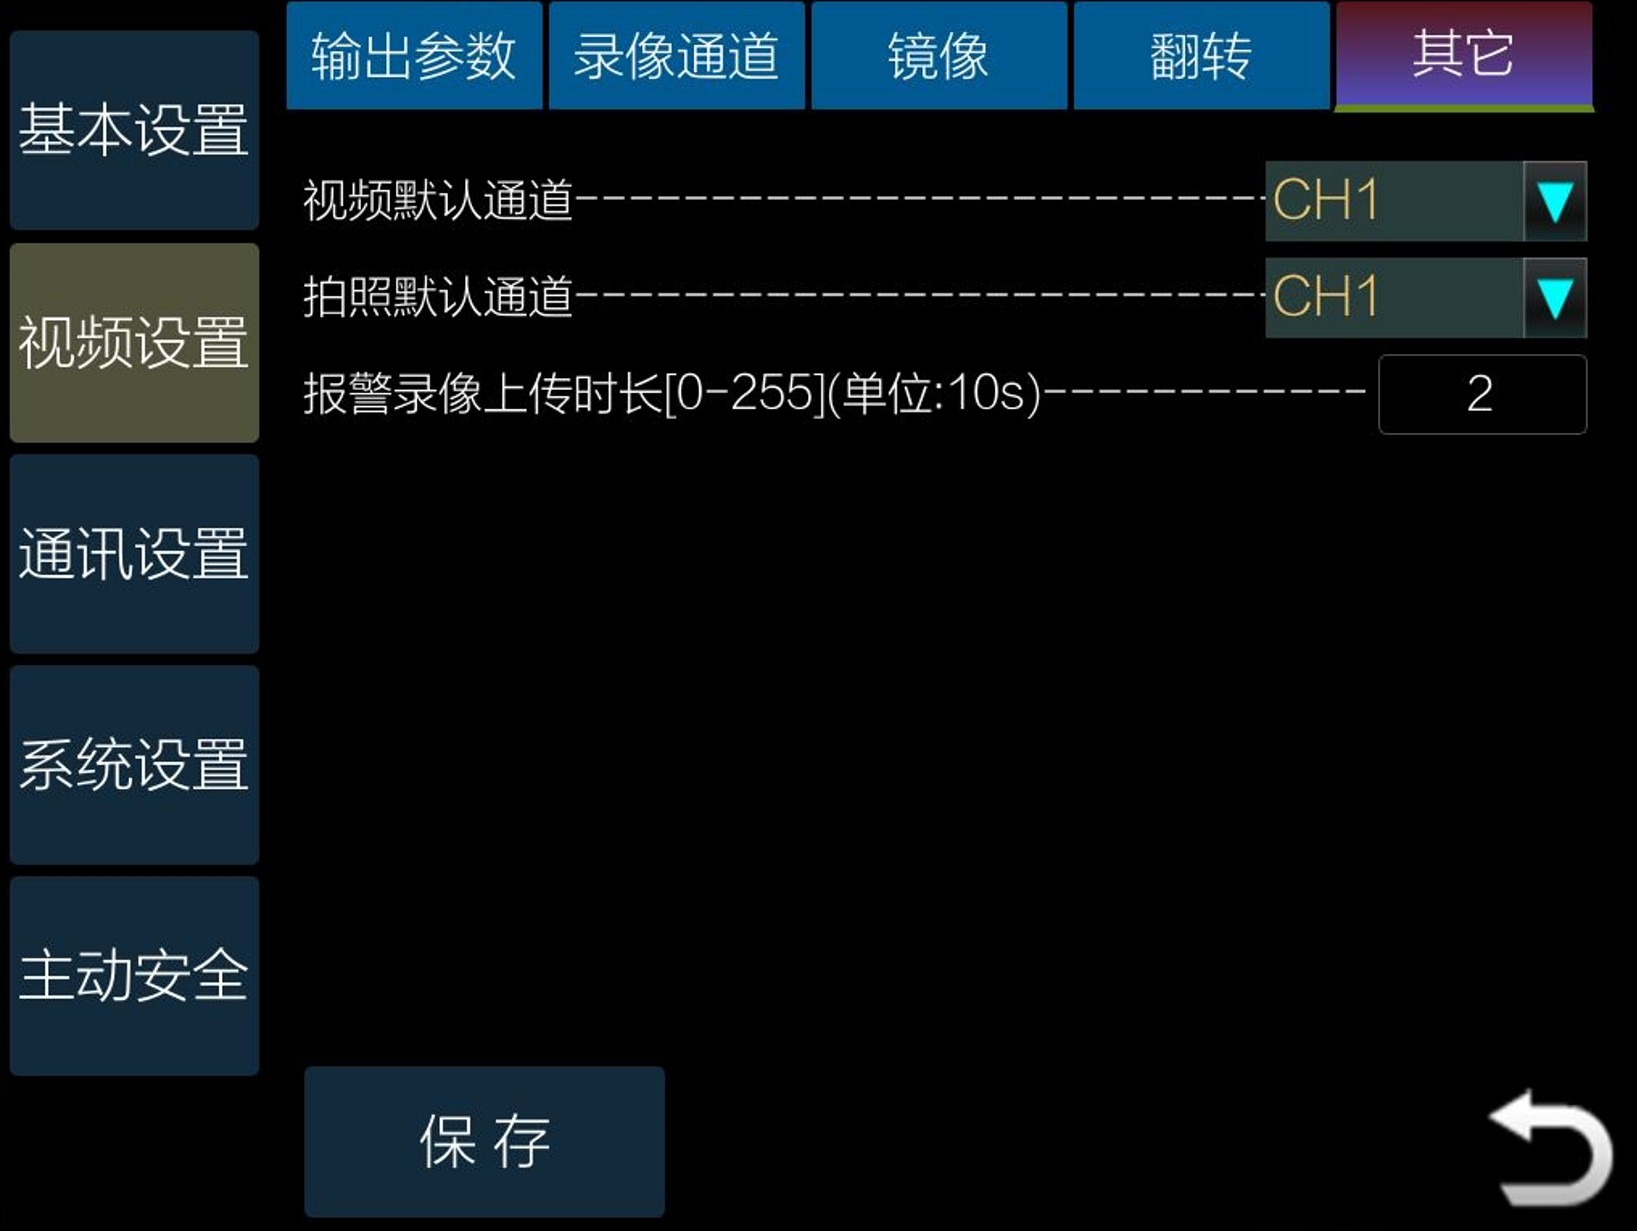 输出参数
录像通道
镜像
翻转
其它
基本设置
视频设置
通讯设置
系统设置
主动安全
视频默认通道--------------------------CH1
拍照默认通道--------------------------CH1
报警录像上传时长[0-255](单位:10s)------------2
保 存